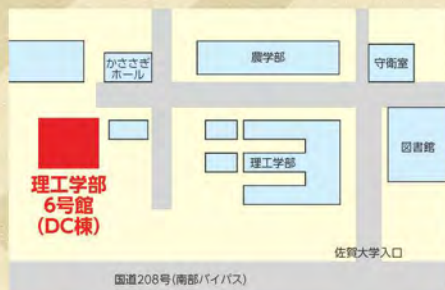 かささぎ
ホール
農学部
守衛室
図書館
理工学部
理工学部
6号館
(DC棟)
佐賀大学入口
国道208号(南部バイパス)